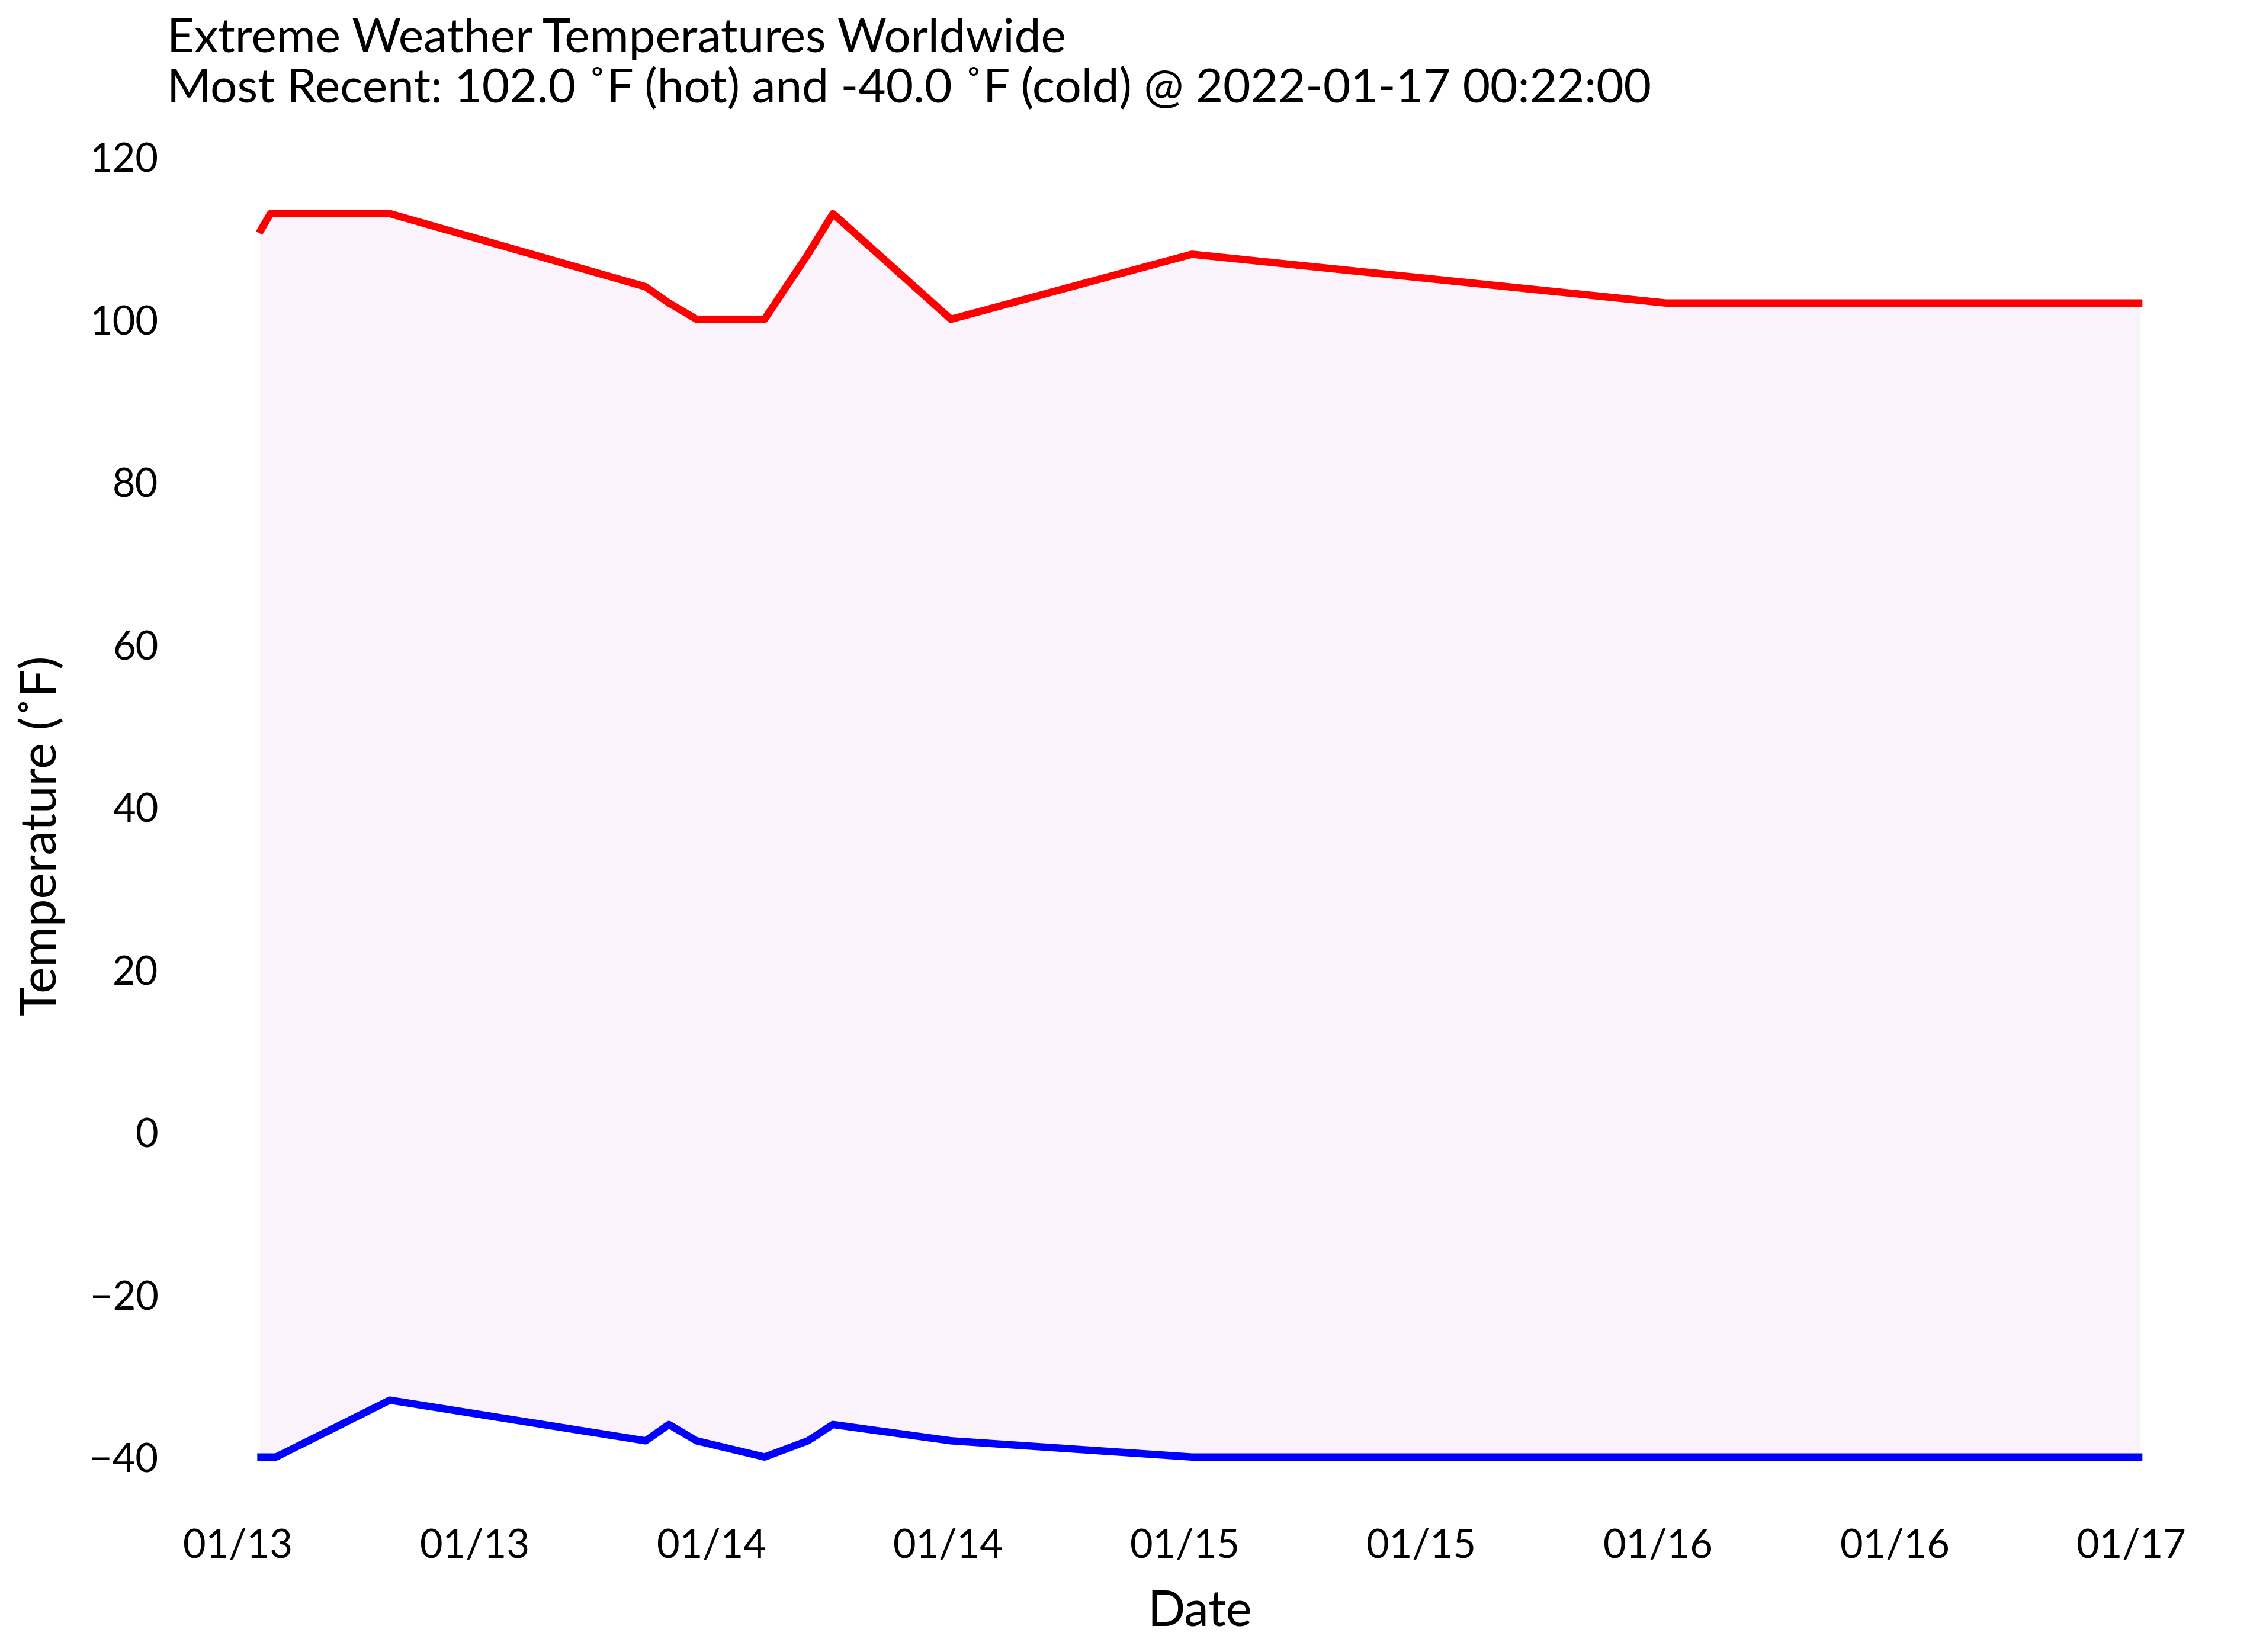 Extreme Weather Temperatures Worldwide
Most Recent: 102.0 ˚F (hot) and -40.0 ˚F (cold) @ 2022-01-17 00:22:00
120
100
80
60
40
20
0
−20
−40
Temperature (˚F)
01/13 01/13 01/14 01/14 01/15 01/15 01/16 01/16 01/17
Date